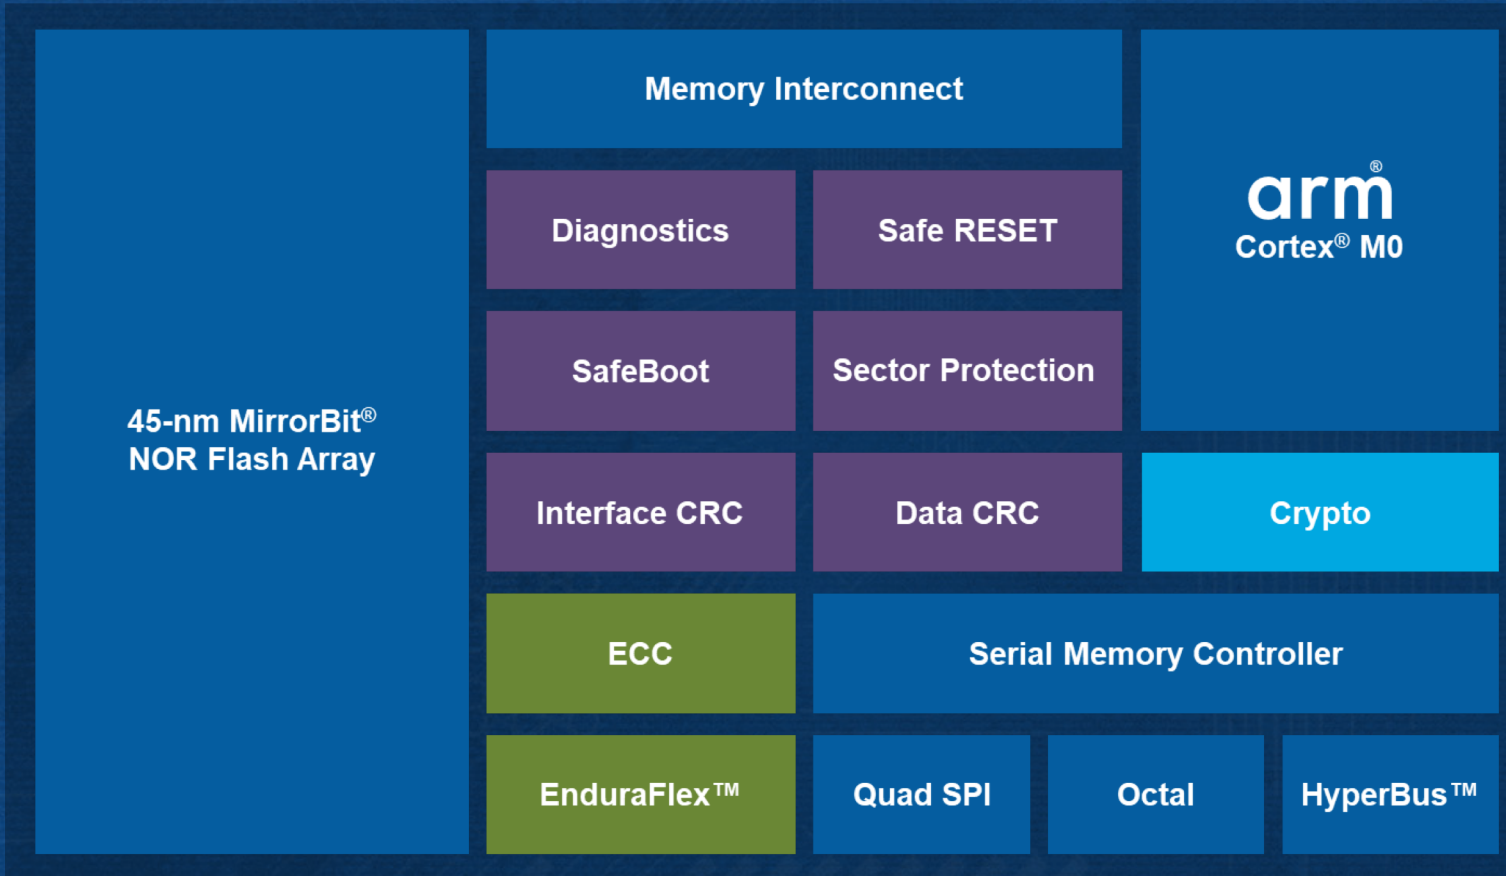 45-nm MirrorBit®
NOR Flash Array
Memory Interconnect
Diagnostics
Safe RESET
SafeBoot
Sector Protection
Interface CRC
Data CRC
ECC
EnduraFlex™
arm®
Cortex® M0
Crypto
Serial Memory Controller
Quad SPI
Octal
HyperBus™